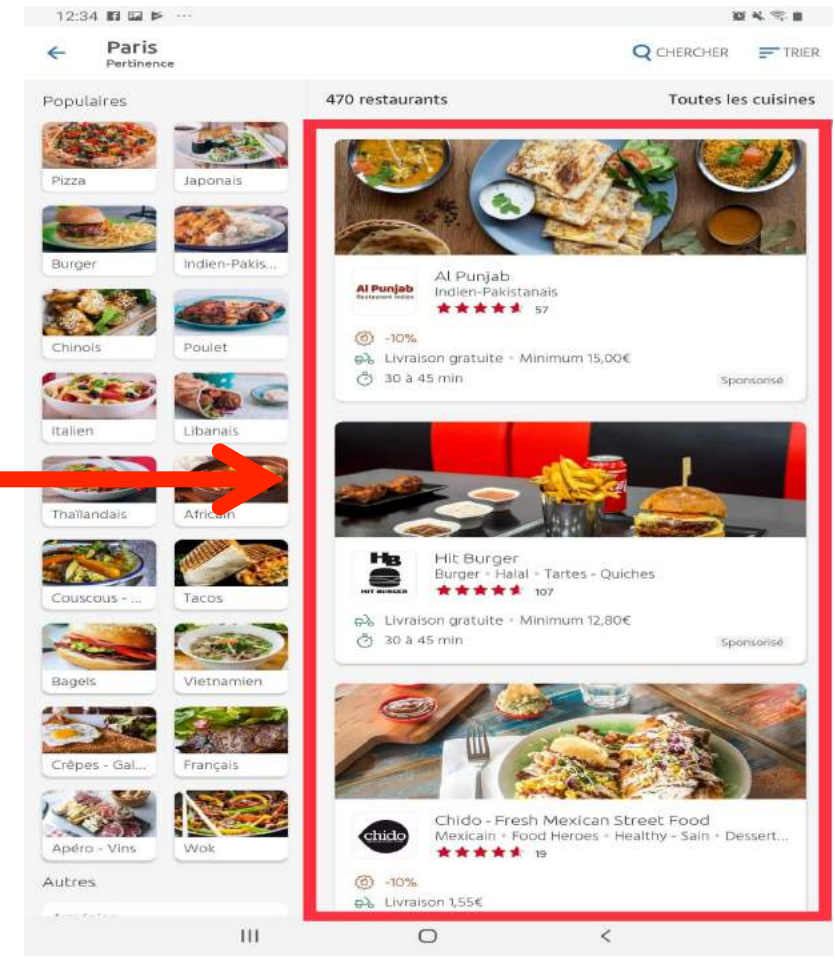 12:34
Paris
Pertinence
CHERCHER
TRIER
Populaires
Pizza
Japonais
Burger
Indien-Pakis...
Chinois
Poulet
Italien
Libanais
Thaïlandais
Africain
Couscous - ...
Tacos
Bagels
Vietnamien
Crêpes - Gal...
Français
Apéro - Vins
Wok
Autres
470 restaurants
Toutes les cuisines
Al Punjab
Restaurant Indien
Al Punjab
Indien-Pakistanais
57
-10%
Livraison gratuite • Minimum 15,00€
30 à 45 min
Sponsorisé
HB
HIT BURGER
Hit Burger
Burger • Halal • Tartes - Quiches
107
Livraison gratuite • Minimum 12,80€
30 à 45 min
Sponsorisé
chido
Chido - Fresh Mexican Street Food
Mexicain • Food Heroes • Healthy - Sain • Dessert...
19
-10%
Livraison 1,55€